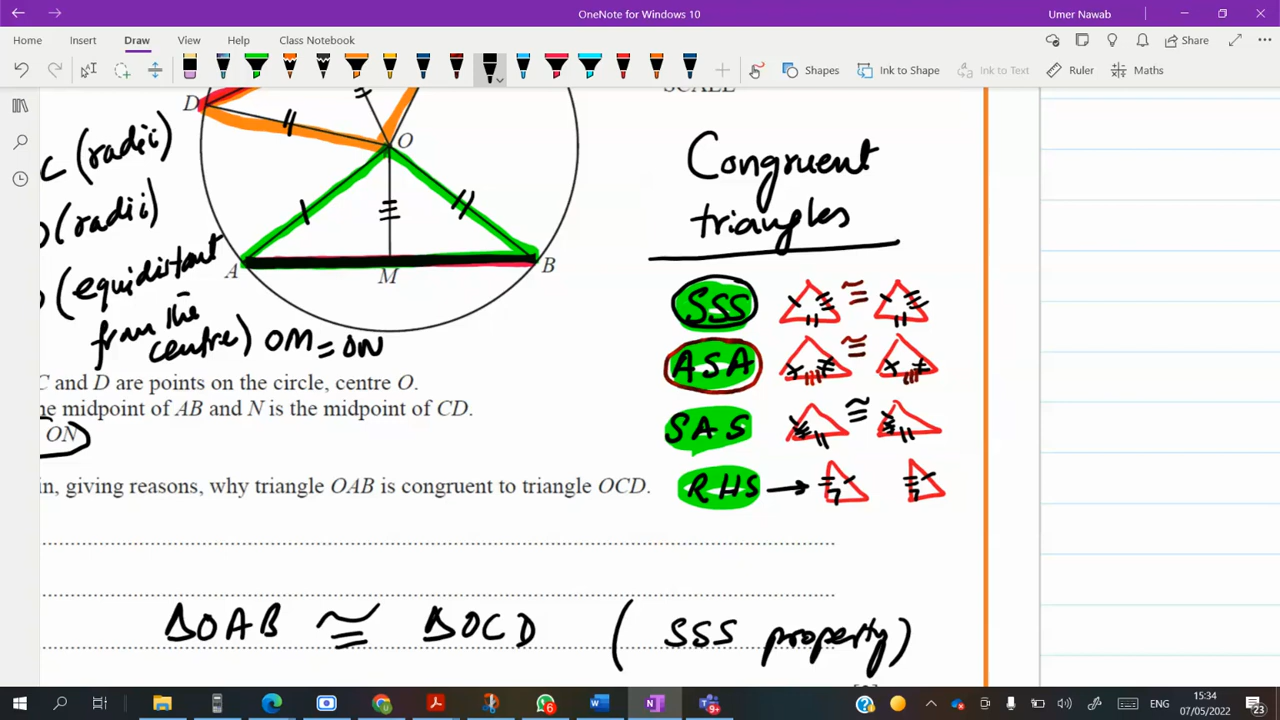 OneNote for Windows 10
Umer Nawab
Home Insert Draw View Help Class Notebook
Share
Shapes Ink to Shape Ink to Text Ruler Maths
SCALE
D
O
A
M
B
C (radii)
(radii)
(equidistant
from the
centre) OM = ON
C and D are points on the circle, centre O.
he midpoint of AB and N is the midpoint of CD.
ON
in, giving reasons, why triangle OAB is congruent to triangle OCD.
Congruent
triangles
SSS ≅
ASA ≅
SAS ≅
RHS →
ΔOAB ≅ ΔOCD (SSS property)
6
9+
ENG
15:34
07/05/2022
23